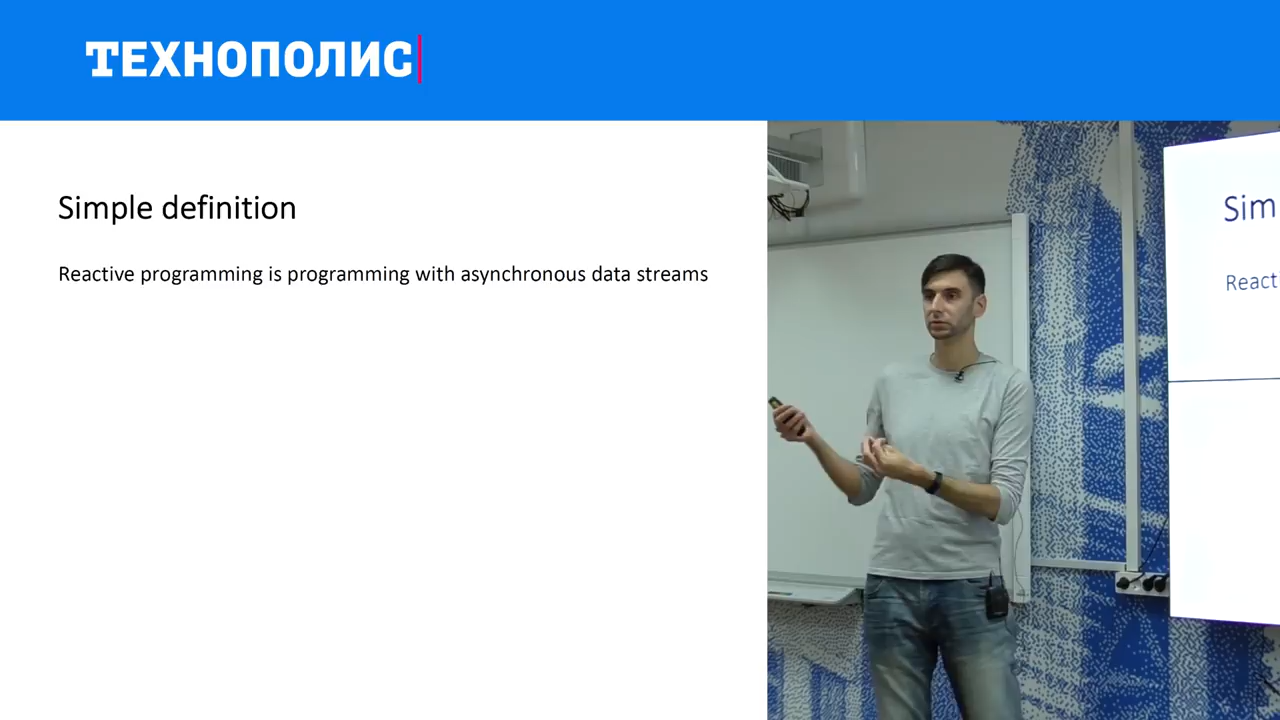 ТЕХНОПОЛИС
Simple definition
Reactive programming is programming with asynchronous data streams
Sim
React